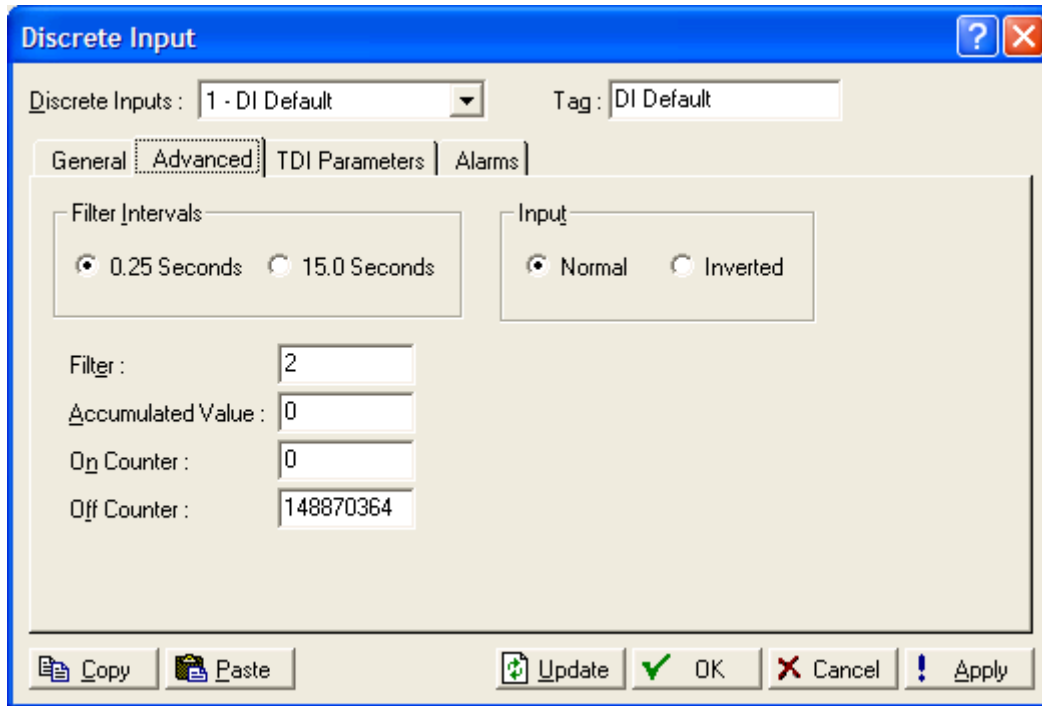 Discrete Input
Discrete Inputs : 1 - DI Default Tag : DI Default
General Advanced TDI Parameters Alarms
Filter Intervals Input
0.25 Seconds 15.0 Seconds Normal Inverted
Filter : 2
Accumulated Value : 0
On Counter : 0
Off Counter : 148870364
Copy Paste Update OK Cancel Apply